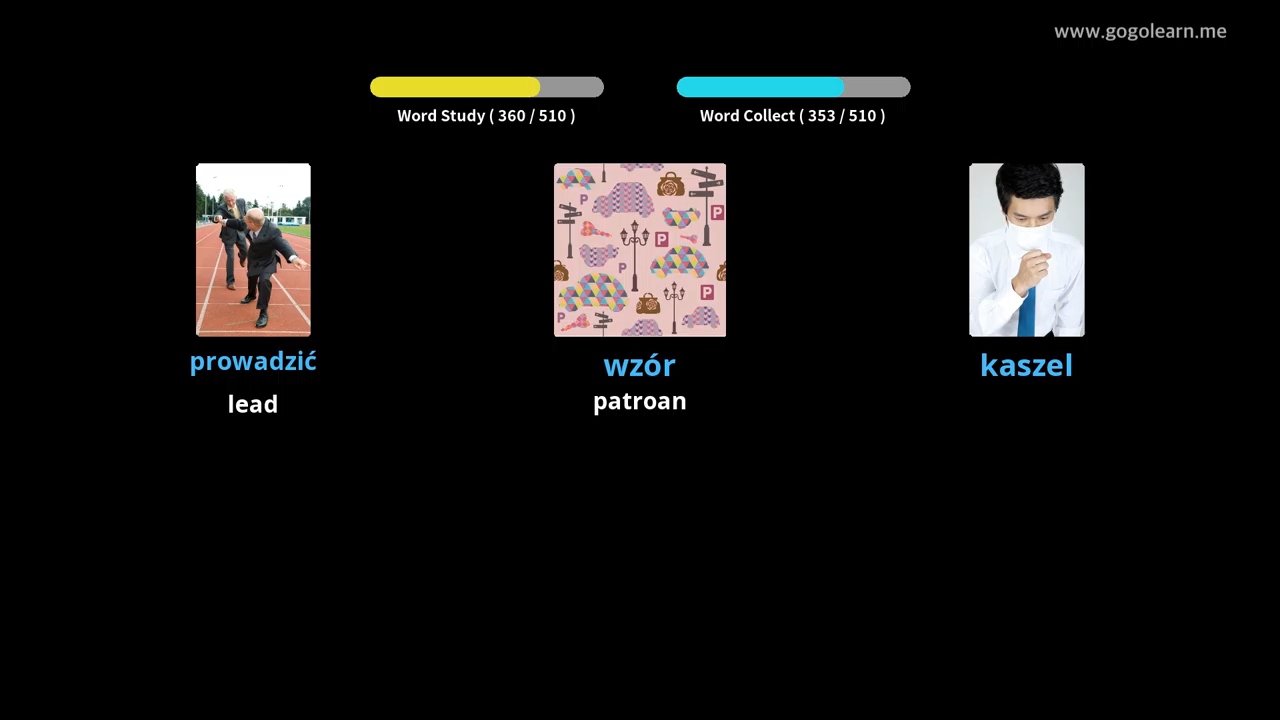 www.gogolearn.me
Word Study ( 360 / 510 )
Word Collect ( 353 / 510 )
P
P
P
P
P
P
prowadzić
wzór
kaszel
lead
patroan